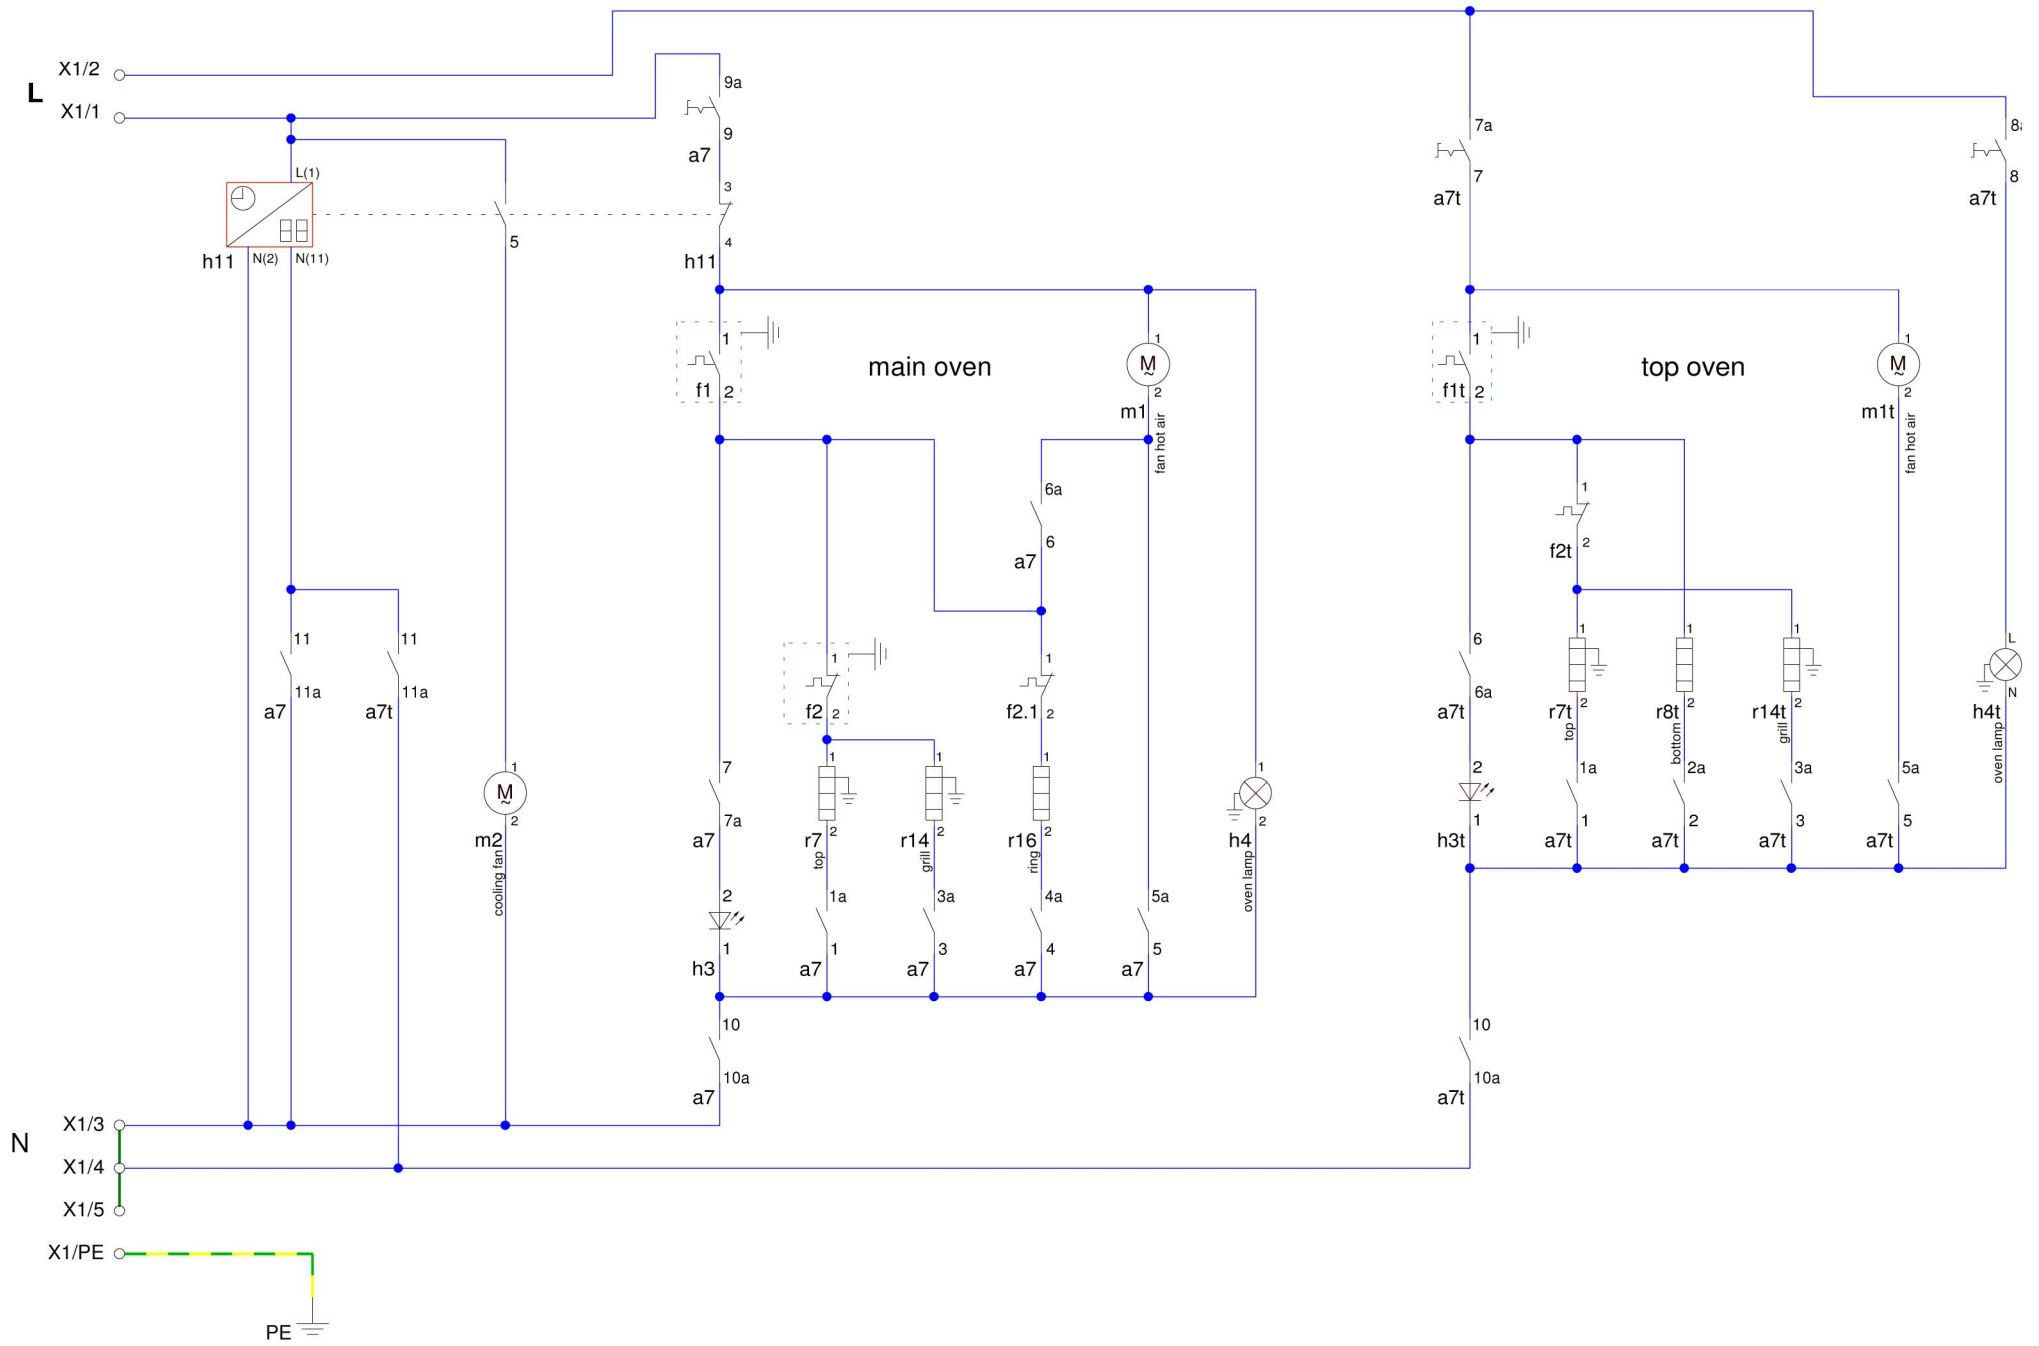 X1/2
L
X1/1
9a
9
a7
3
4
h11
L(1)
h11
N(2)
N(11)
5
7a
7
a7t
8
a7t
1
f1
2
main oven
1
M
~
2
m1
fan hot air
1
f1t
2
top oven
1
M
~
2
m1t
fan hot air
6a
6
a7
1
2
f2t
11
11a
a7
11
11a
a7t
1
f2
2
1
f2.1
2
6
6a
a7t
1
r7t
2
top
1
r8t
2
bottom
1
r14t
2
grill
L
N
h4t
oven lamp
1
M
~
2
m2
cooling fan
7
7a
a7
1
r7
2
top
1
r14
2
grill
1
r16
2
ring
1
h4
2
oven lamp
2
1
h3t
1a
1
a7t
2a
2
a7t
3a
3
a7t
5a
5
a7t
2
1
h3
1a
1
a7
3a
3
a7
4a
4
a7
5a
5
a7
10
10a
a7
10
10a
a7t
X1/3
N
X1/4
X1/5
X1/PE
PE